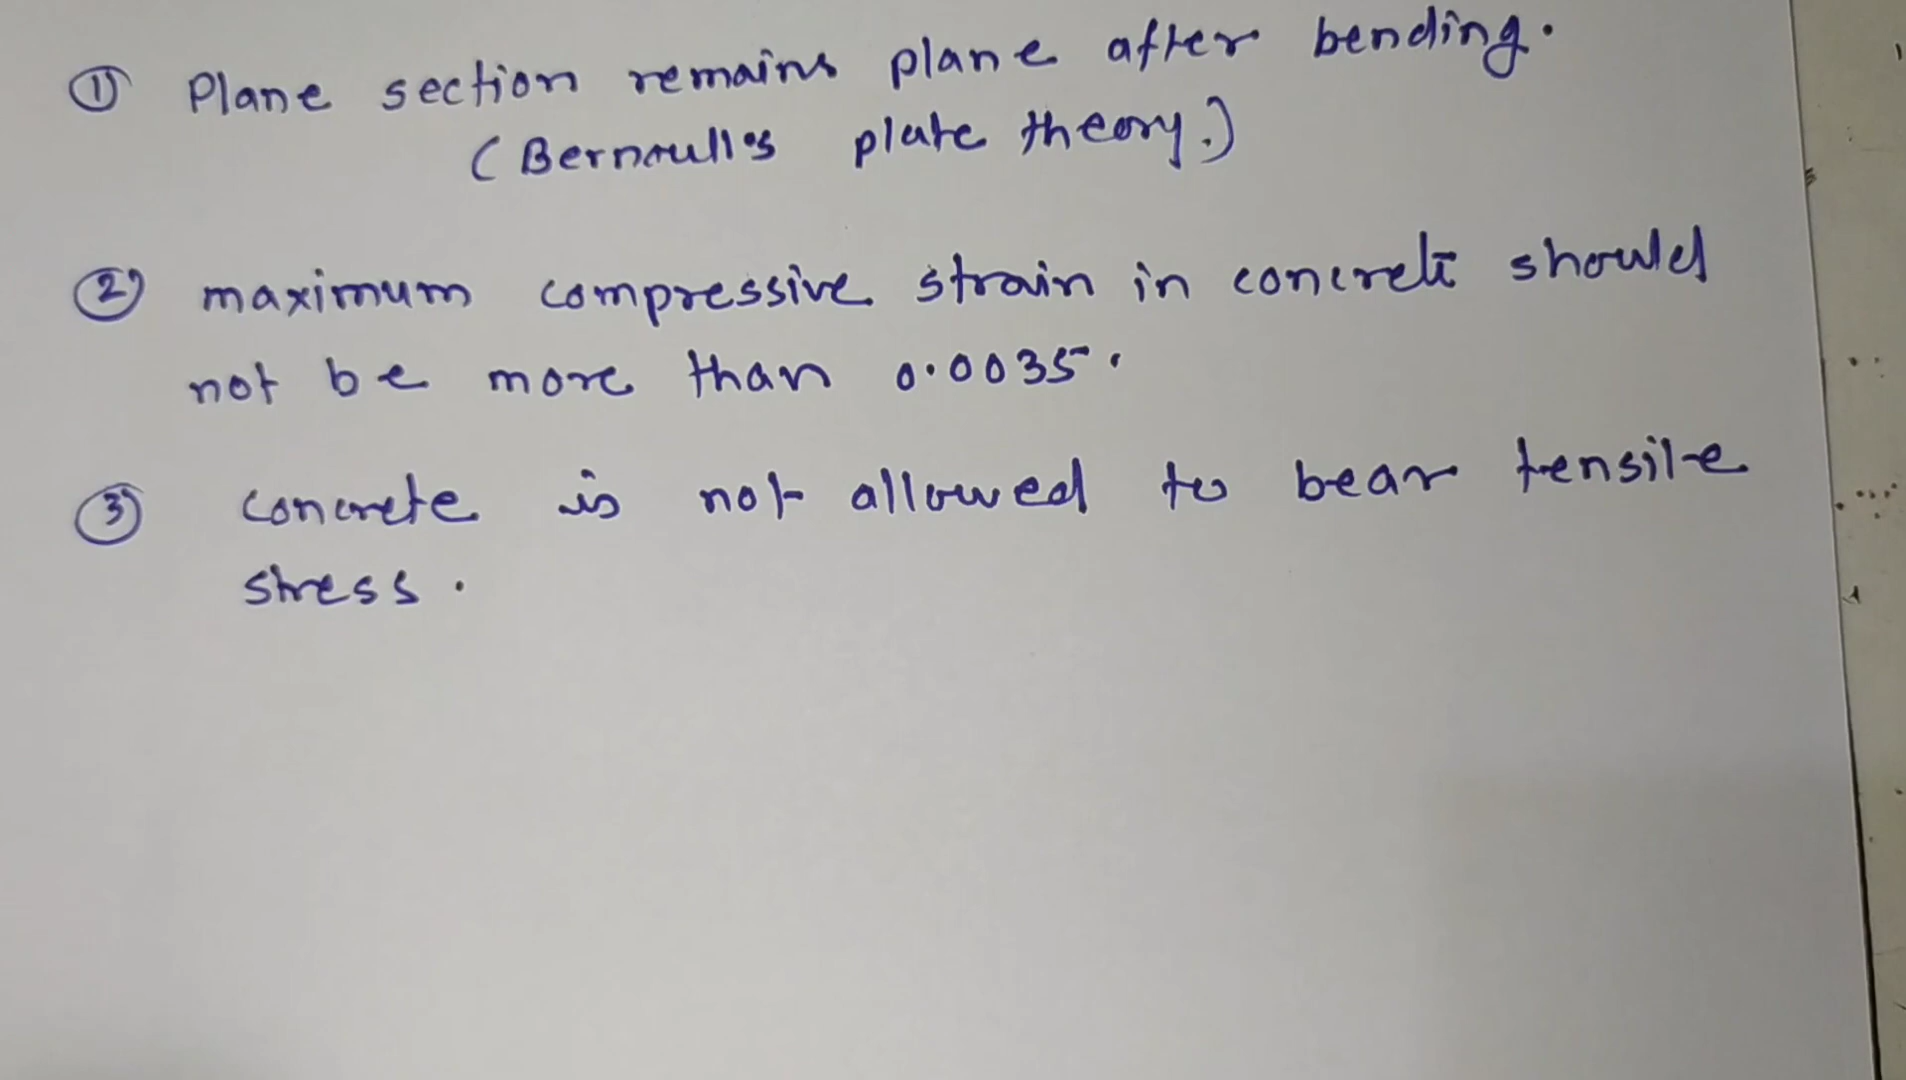 ① Plane section remains plane after bending.
(Bernoulli's plate theory.)
② maximum compressive strain in concrete should
not be more than 0.0035.
③ concrete is not allowed to bear tensile
stress.